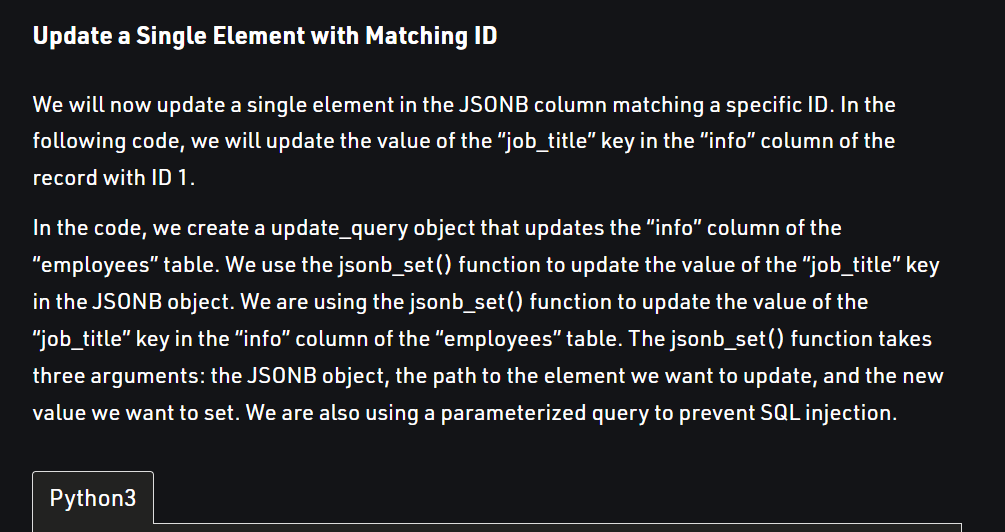 Update a Single Element with Matching ID
We will now update a single element in the JSONB column matching a specific ID. In the
following code, we will update the value of the “job_title” key in the “info” column of the
record with ID 1.
In the code, we create a update_query object that updates the “info” column of the
“employees” table. We use the jsonb_set() function to update the value of the “job_title” key
in the JSONB object. We are using the jsonb_set() function to update the value of the
“job_title” key in the “info” column of the “employees” table. The jsonb_set() function takes
three arguments: the JSONB object, the path to the element we want to update, and the new
value we want to set. We are also using a parameterized query to prevent SQL injection.
Python3